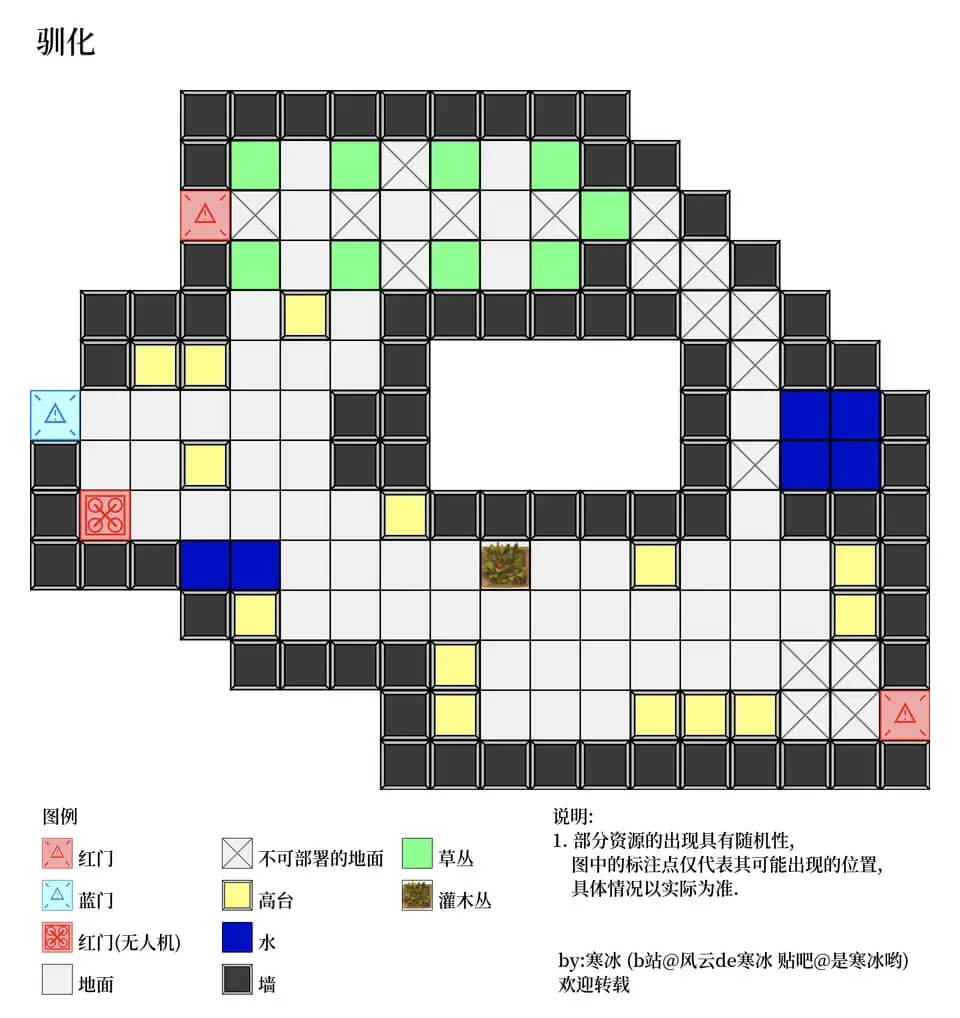 驯化
图例
红门
不可部署的地面
草丛
蓝门
高台
灌木丛
红门(无人机)
水
地面
墙
说明:
1. 部分资源的出现具有随机性,
图中的标注点仅代表其可能出现的位置,
具体情况以实际为准.
by:寒冰 (b站@风云de寒冰 贴吧@是寒冰哟)
欢迎转载